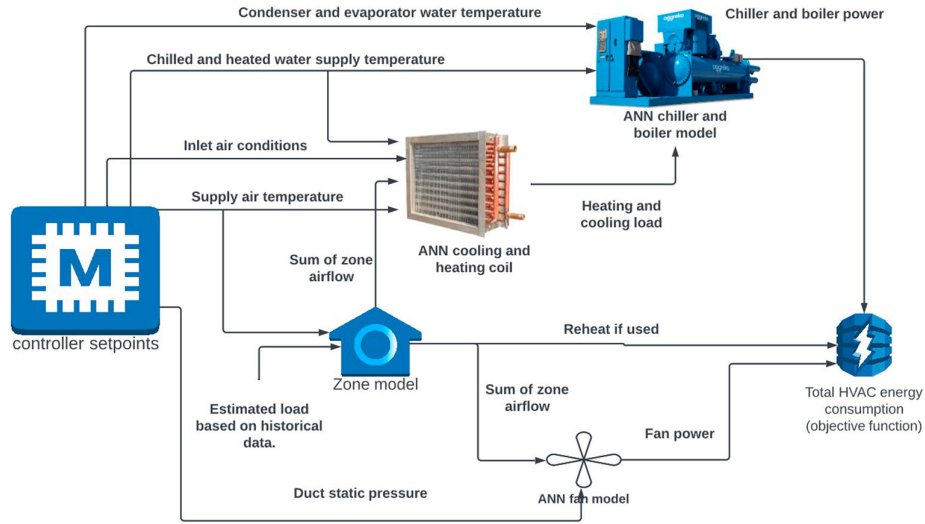 Condenser and evaporator water temperature
Chiller and boiler power
aggreko
aggreko
Chilled and heated water supply temperature
ANN chiller and
boiler model
Inlet air conditions
Supply air temperature
Heating and
cooling load
ANN cooling and
heating coil
Sum of zone
airflow
M
controller setpoints
Reheat if used
Zone model
Sum of zone
airflow
Total HVAC energy
consumption
(objective function)
Estimated load
based on historical
data.
Fan power
Duct static pressure
ANN fan model